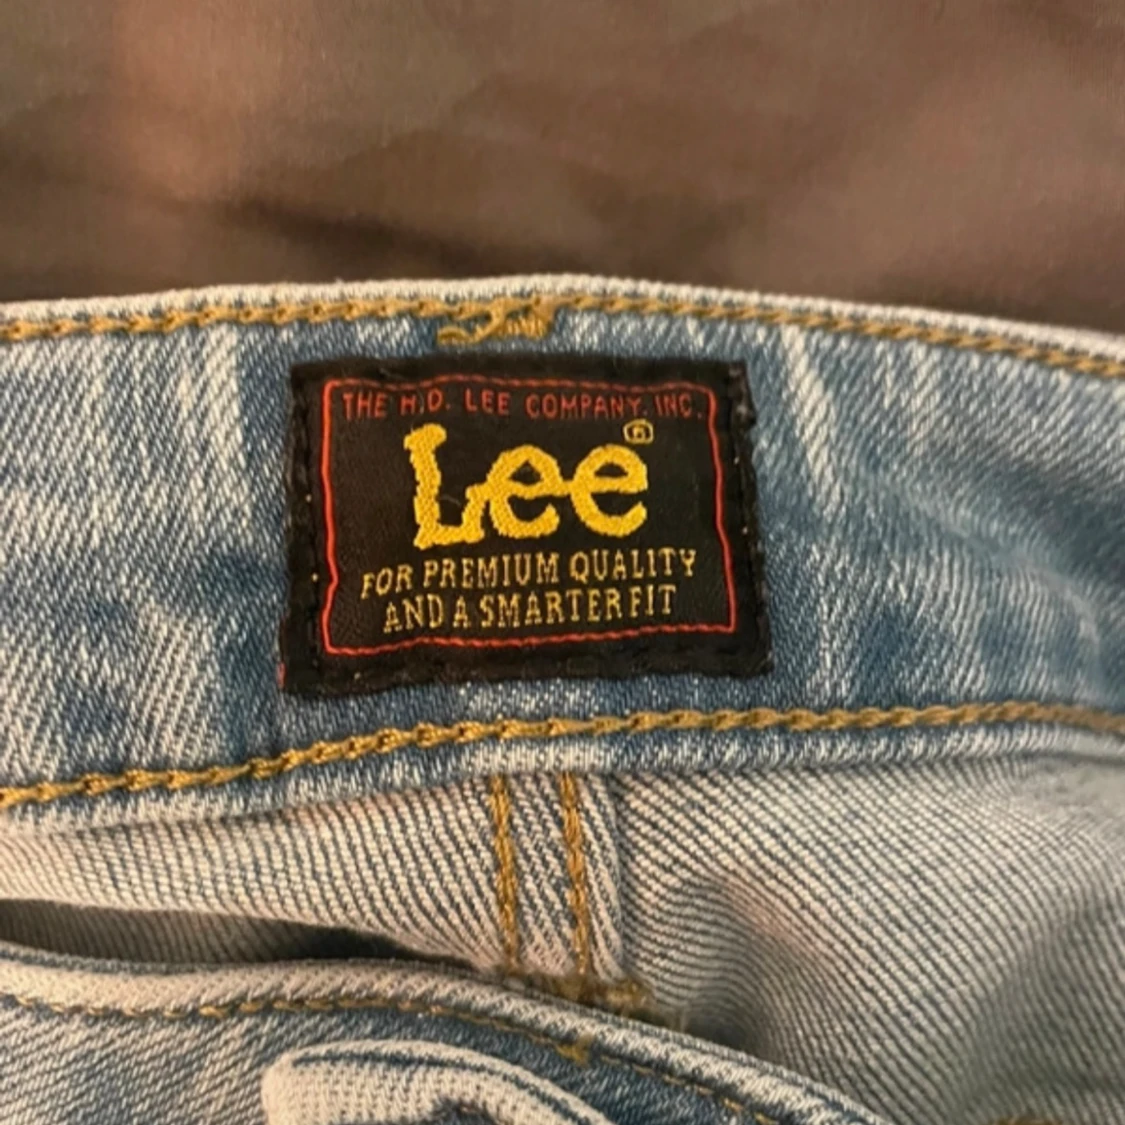 THE H.D. LEE COMPANY. INC.
Lee®
FOR PREMIUM QUALITY
AND A SMARTER FIT